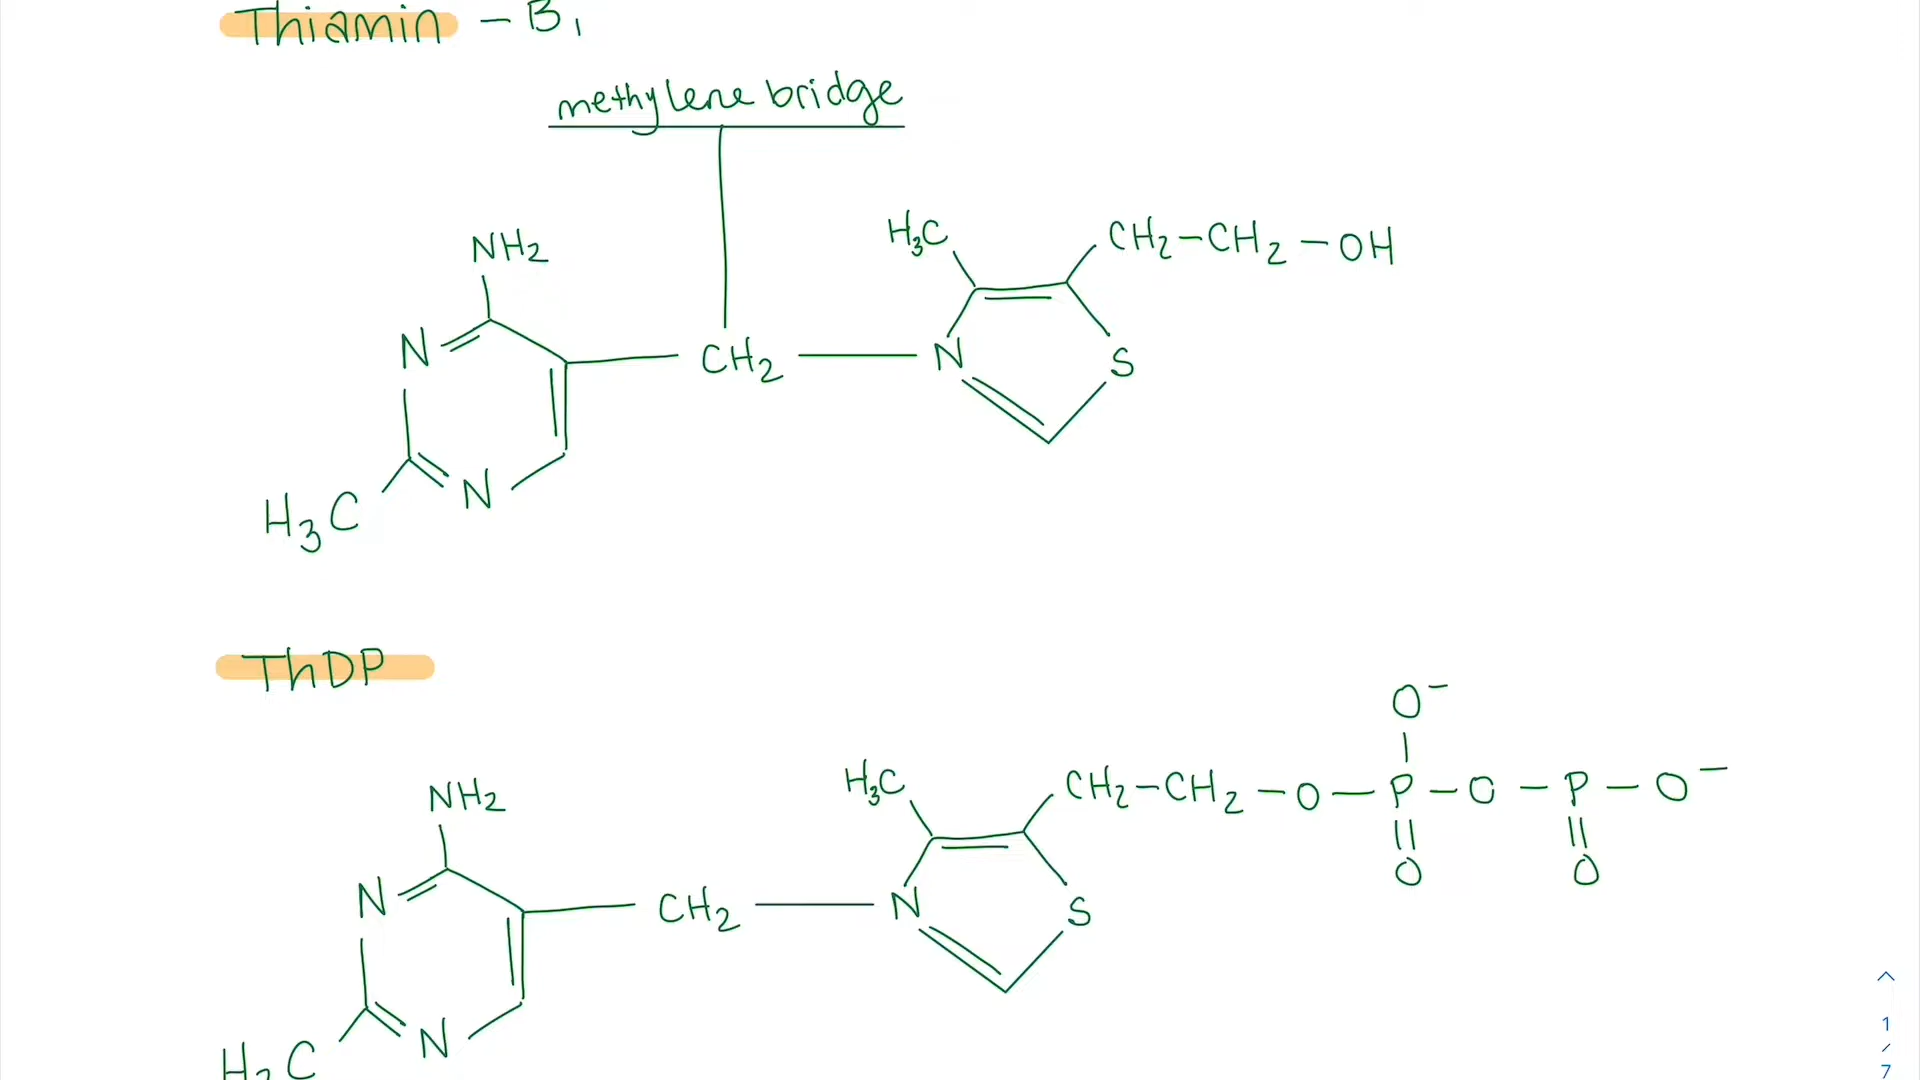 Thiamin - B1
methylene bridge
H3C
CH2-CH2-OH
NH2
N
CH2
N
S
N
H3C
ThDP
O-
H3C
CH2-CH2-O-P-O-P-O-
NH2
O
O
N
CH2
N
S
N
H3C
1
/
7